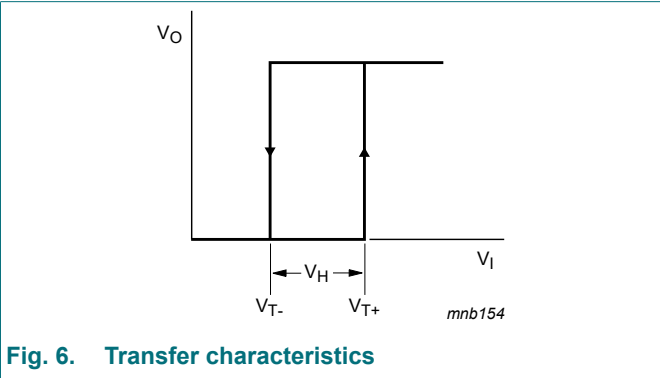 VO
VI
VH
VT-
VT+
mnb154
Fig. 6. Transfer characteristics